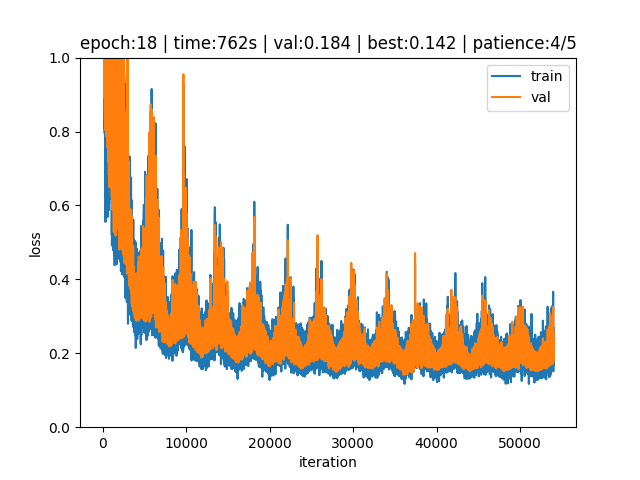 epoch:18 | time:762s | val:0.184 | best:0.142 | patience:4/5
1.0
0.8
0.6
0.4
0.2
0.0
loss
train
val
0
10000
20000
30000
40000
50000
iteration